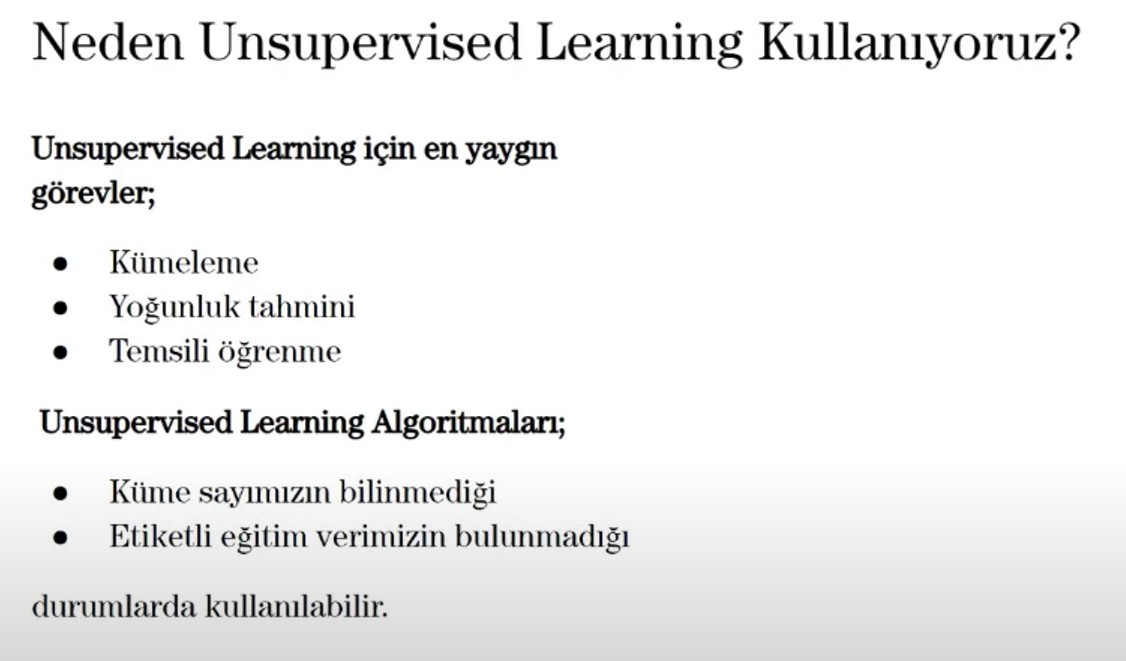 Neden Unsupervised Learning Kullanıyoruz?
Unsupervised Learning için en yaygın
görevler;
● Kümeleme
● Yoğunluk tahmini
● Temsili öğrenme
Unsupervised Learning Algoritmaları;
● Küme sayımızın bilinmediği
● Etiketli eğitim verimizin bulunmadığı
durumlarda kullanılabilir.